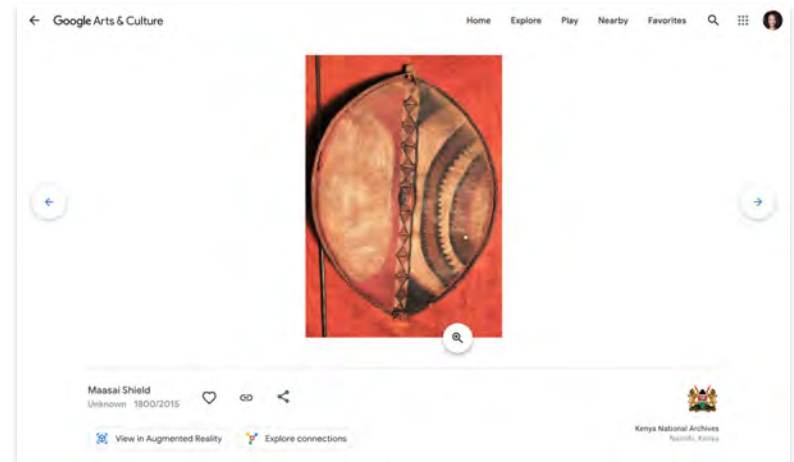 Google Arts & Culture
Home Explore Play Nearby Favorites
Maasai Shield
Unknown 1800/2015
View in Augmented Reality Explore connections
Kenya National Archives
Nairobi, Kenya